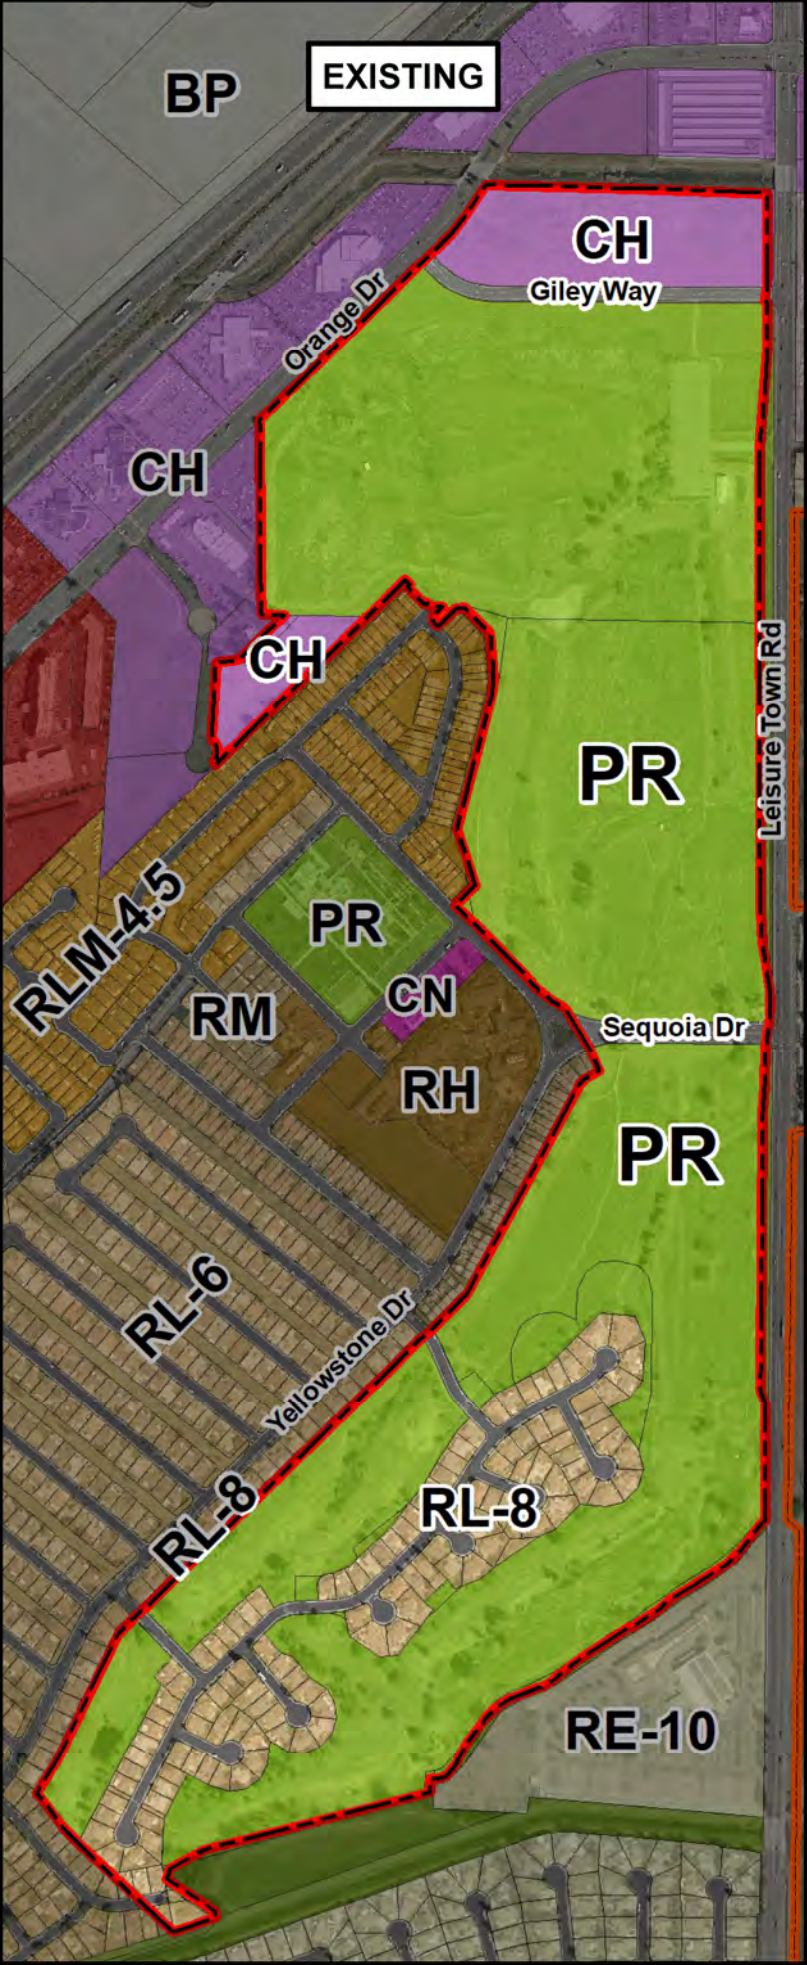 BP
EXISTING
CH
Giley Way
Orange Dr
CH
CH
Leisure Town Rd
PR
RLM-4.5
PR
CN
RM
Sequoia Dr
RH
PR
RL-6
Yellowstone Dr
RL-8
RL-8
RE-10